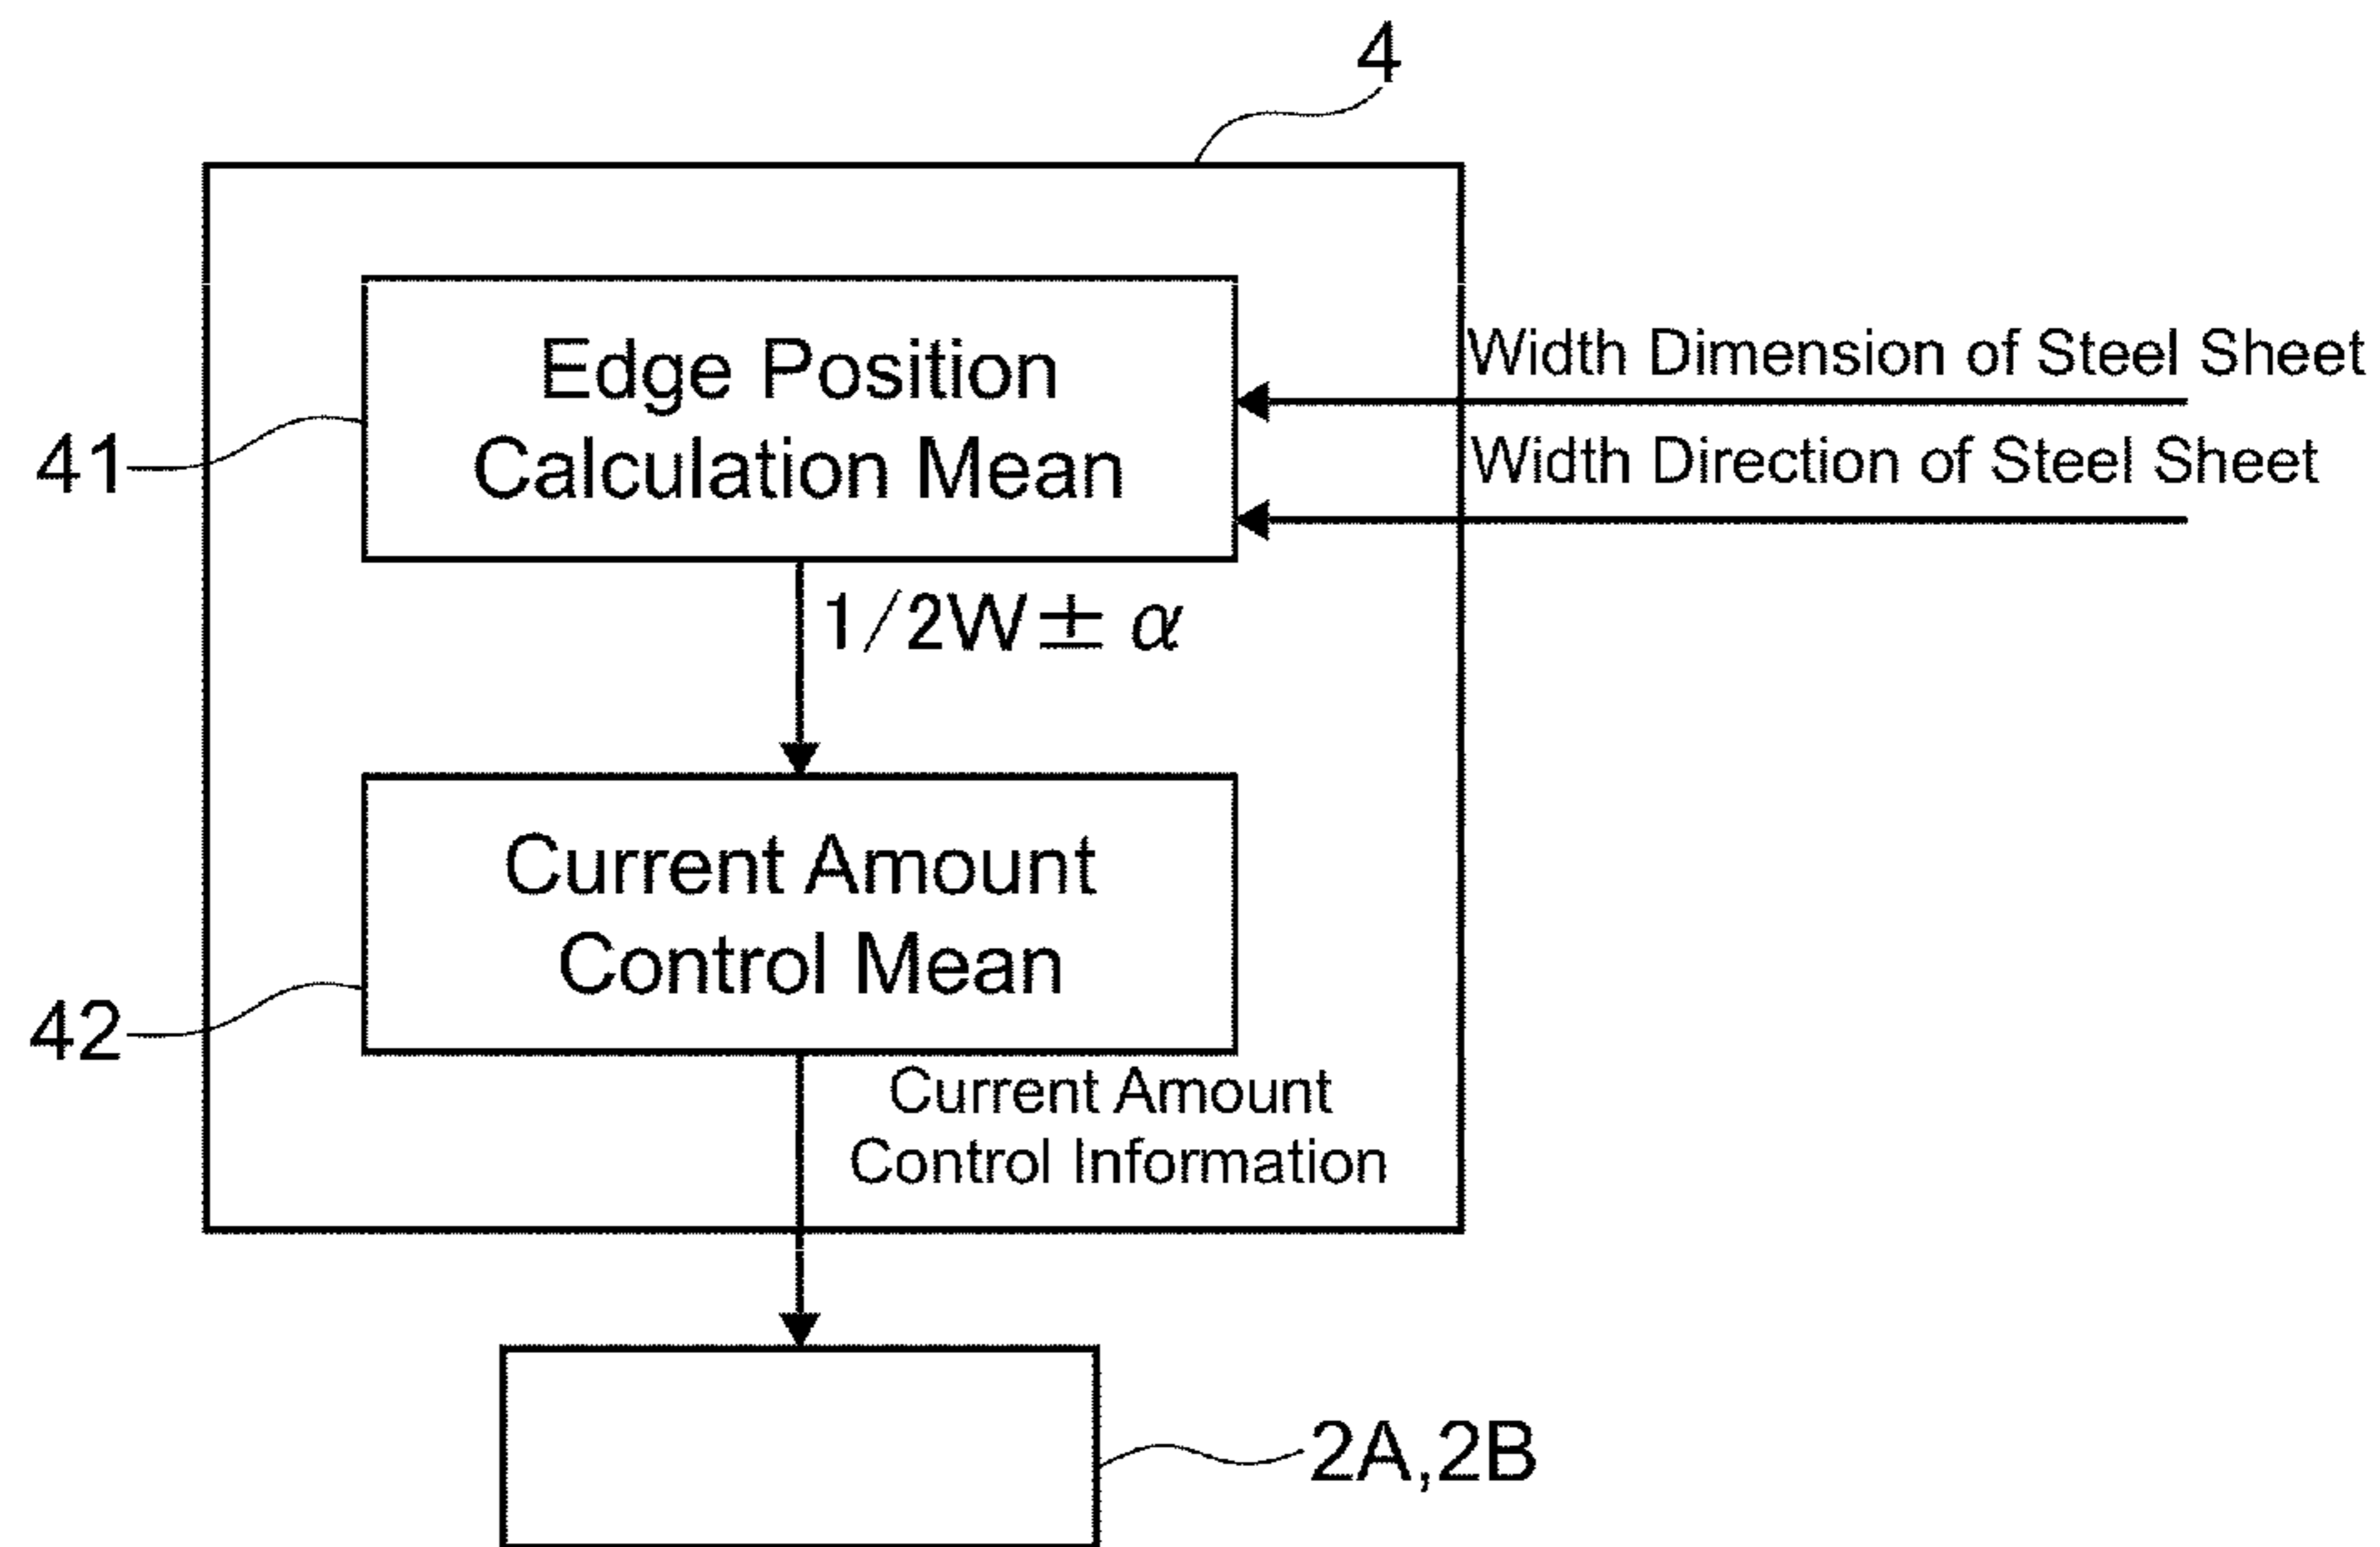 4
Edge Position
Calculation Mean
Width Dimension of Steel Sheet
Width Direction of Steel Sheet
41
1/2W± α
Current Amount
Control Mean
42
Current Amount
Control Information
2A,2B